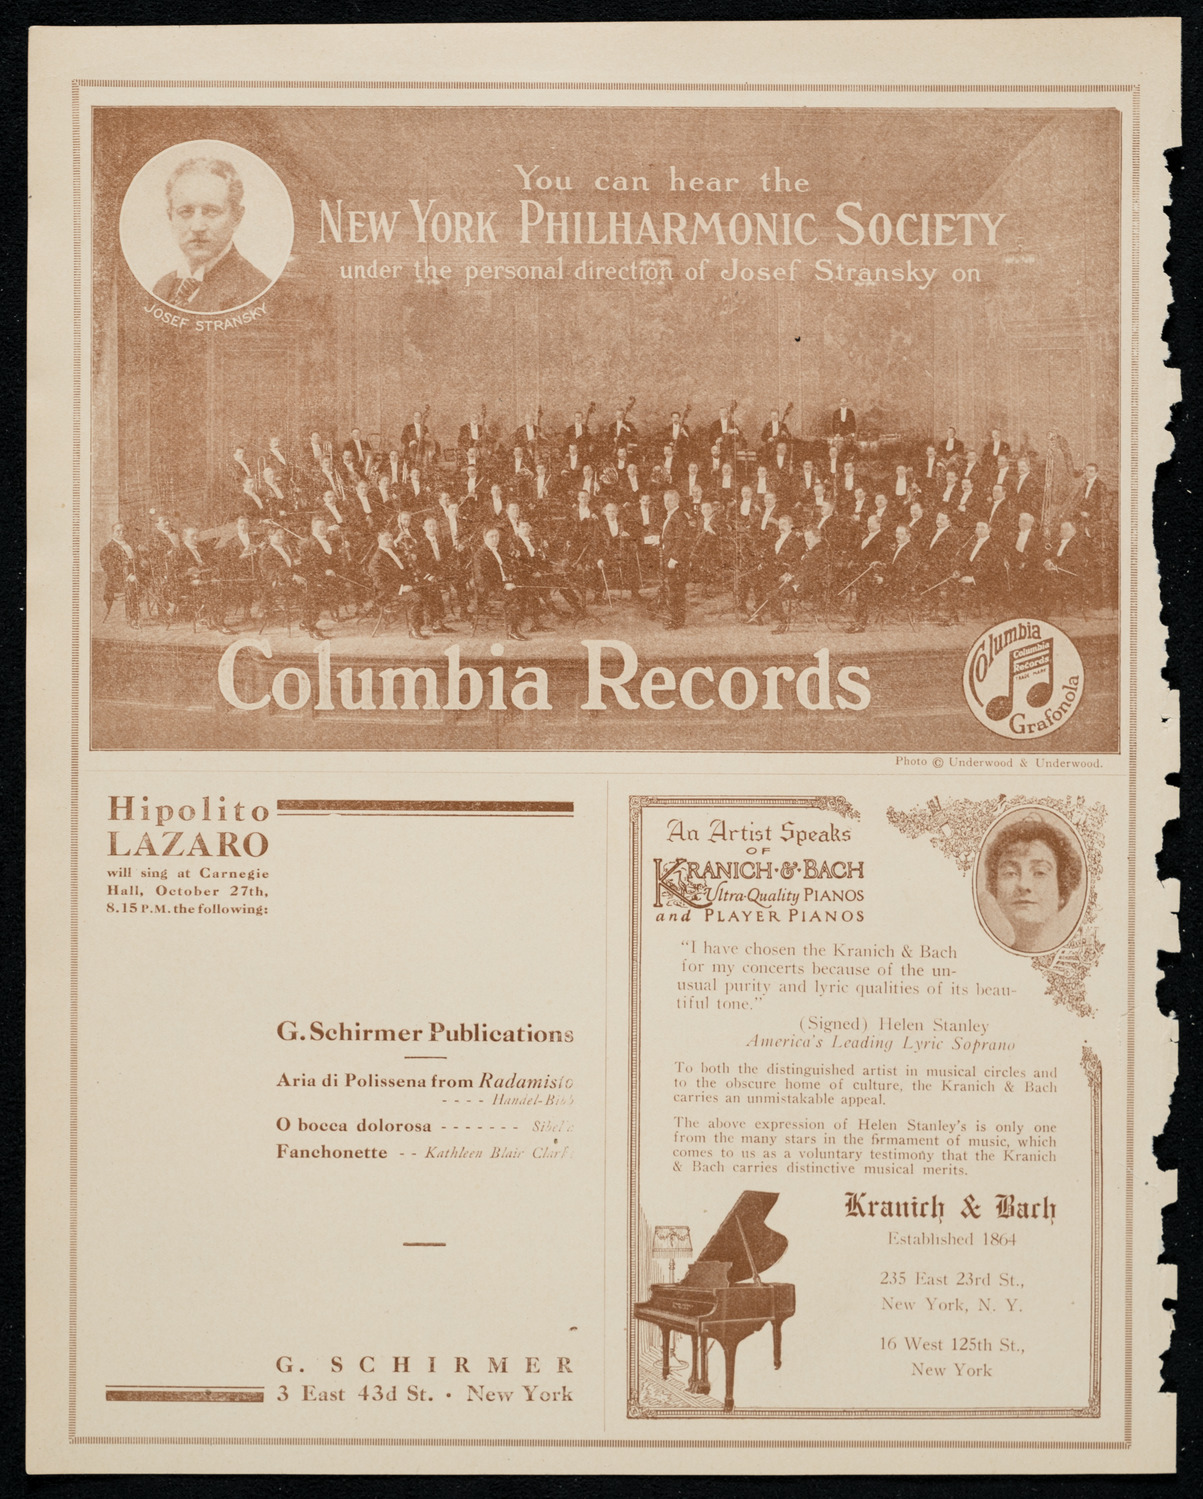 You can hear the
NEW YORK PHILHARMONIC SOCIETY
under the personal direction of Josef Stransky on
JOSEF STRANSKY
Columbia Records
Columbia
Columbia
Records
TRADE MARK
Grafonola
Photo © Underwood & Underwood.
Hipolito
LAZARO
will sing at Carnegie
Hall, October 27th,
8.15 P.M. the following:
G. Schirmer Publications
Aria di Polissena from Radamisto
- - - - Handel-Bibb
O bocca dolorosa - - - - - - - Sibella
Fanchonette - - Kathleen Blair Clark
G. SCHIRMER
3 East 43d St. • New York
An Artist Speaks
OF
KRANICH·&·BACH
Ultra-Quality PIANOS
and PLAYER PIANOS
"I have chosen the Kranich & Bach
for my concerts because of the un-
usual purity and lyric qualities of its beau-
tiful tone."
(Signed) Helen Stanley
America's Leading Lyric Soprano
To both the distinguished artist in musical circles and
to the obscure home of culture, the Kranich & Bach
carries an unmistakable appeal.
The above expression of Helen Stanley's is only one
from the many stars in the firmament of music, which
comes to us as a voluntary testimony that the Kranich
& Bach carries distinctive musical merits.
Kranich & Bach
Established 1864
235 East 23rd St.,
New York, N. Y.
16 West 125th St.,
New York